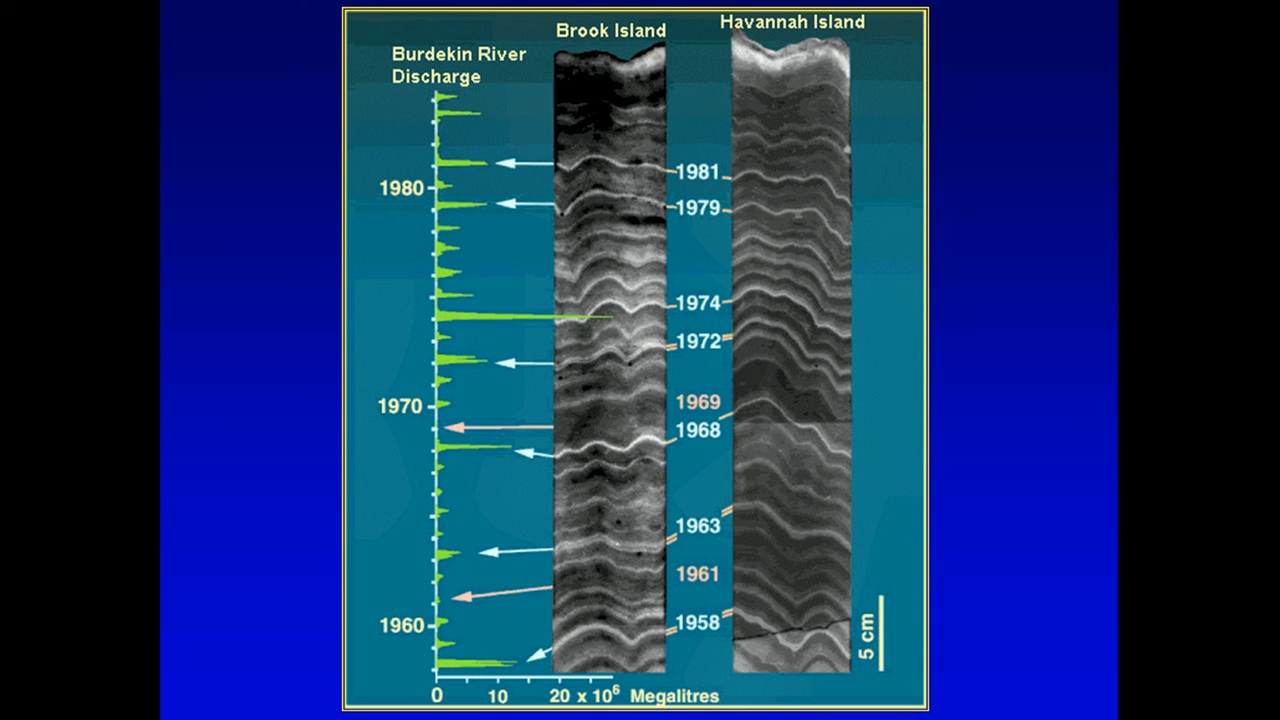 Brook Island
Havannah Island
Burdekin River
Discharge
1980
1970
1960
1981
1979
1974
1972
1969
1968
1963
1961
1958
5 cm
0 10 20 x 10⁶ Megalitres